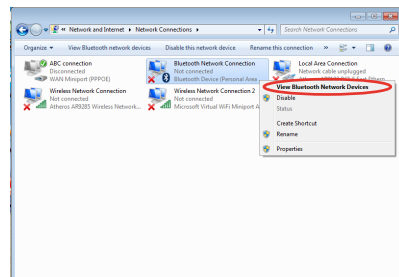 « Network and Internet ▸ Network Connections ▸
Search Network Connections
Organize View Bluetooth network devices Disable this network device Rename this connection »
ABC connection
Disconnected
WAN Miniport (PPPOE)
Bluetooth Network Connection
Not connected
Bluetooth Device (Personal Area ...
Local Area Connection
Network cable unplugged
Wireless Network Connection
Not connected
Atheros AR9285 Wireless Network...
Wireless Network Connection 2
Not connected
Microsoft Virtual WiFi Miniport A...
View Bluetooth Network Devices
Disable
Status
Create Shortcut
Rename
Properties